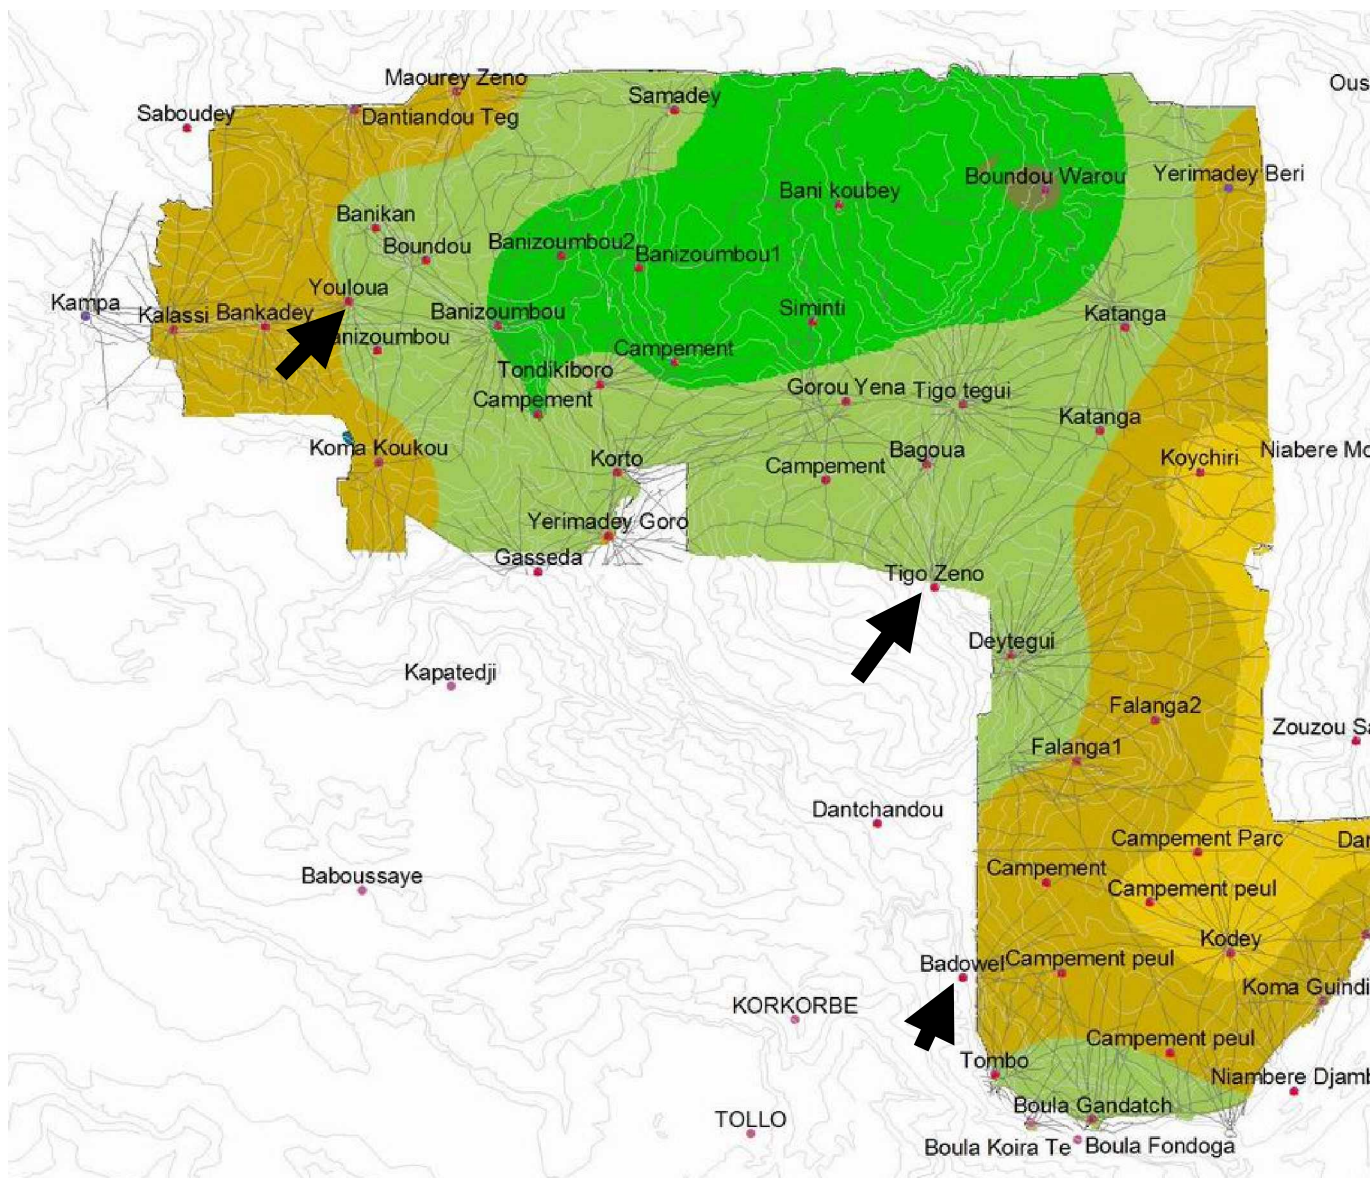 Maourey Zeno
Ous
Saboudey
Dantiandou Teg
Samadey
Bani koubey
Boundou Warou
Yerimadey Beri
Banikan
Boundou
Banizoumbou2
Banizoumbou1
Youloua
Kampa
Kalassi
Bankadey
Banizoumbou
Siminti
Katanga
anizoumbou
Campement
Tondikiboro
Campement
Gorou Yena
Tigo tegui
Katanga
Koma Koukou
Korto
Campement
Bagoua
Koychiri
Niabere Mo
Yerimadey Goro
Gasseda
Tigo Zeno
Deytegui
Kapatedji
Falanga2
Zouzou Sa
Falanga1
Dantchandou
Campement Parc
Dar
Baboussaye
Campement
Campement peul
Kodey
Badowel
Campement peul
Koma Guindi
KORKORBE
Campement peul
Tombo
Niambere Djamb
Boula Gandatch
TOLLO
Boula Koira Te
Boula Fondoga